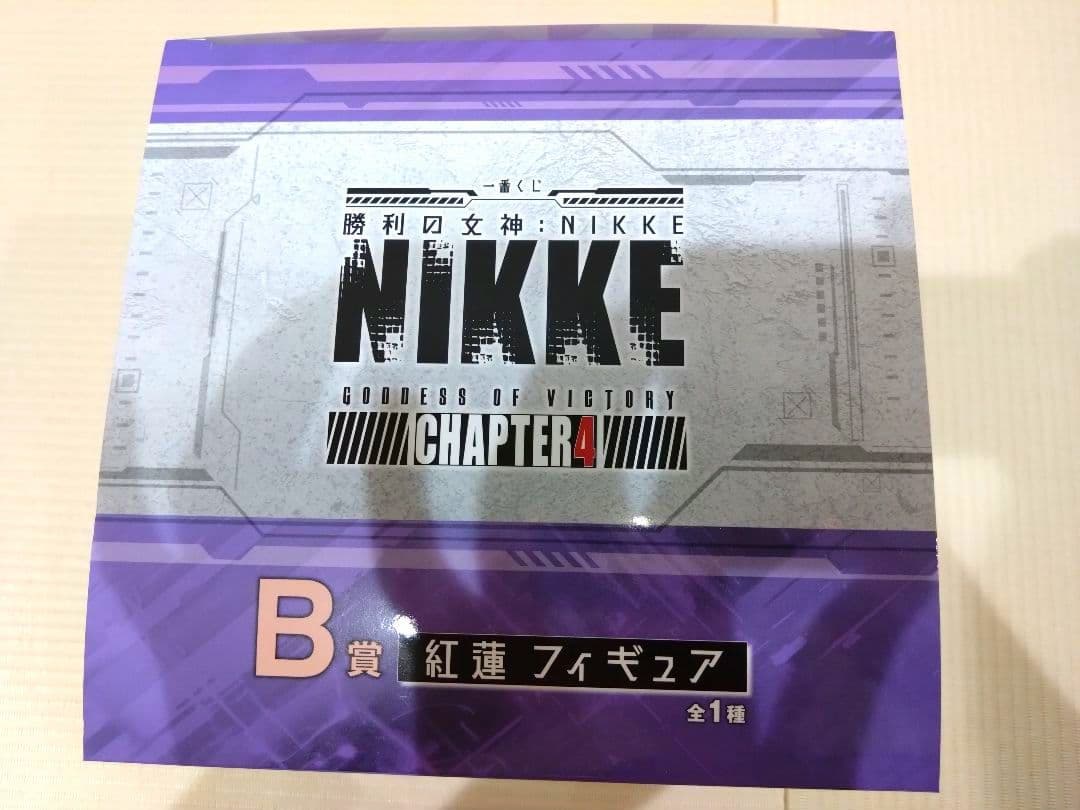 一番くじ
勝利の女神:NIKKE
NIKKE
GODDESS OF VICTORY
CHAPTER4
B賞 紅蓮 フィギュア
全1種